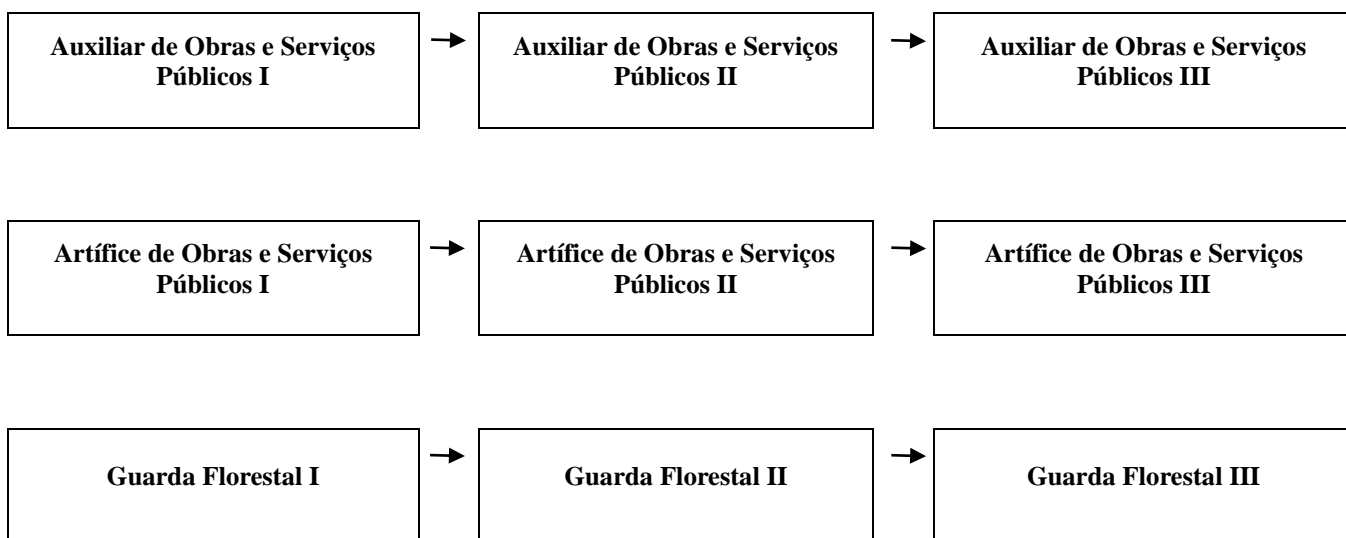 Auxiliar de Obras e Serviços
Públicos I
Auxiliar de Obras e Serviços
Públicos II
Auxiliar de Obras e Serviços
Públicos III
Artífice de Obras e Serviços
Públicos I
Artífice de Obras e Serviços
Públicos II
Artífice de Obras e Serviços
Públicos III
Guarda Florestal I
Guarda Florestal II
Guarda Florestal III